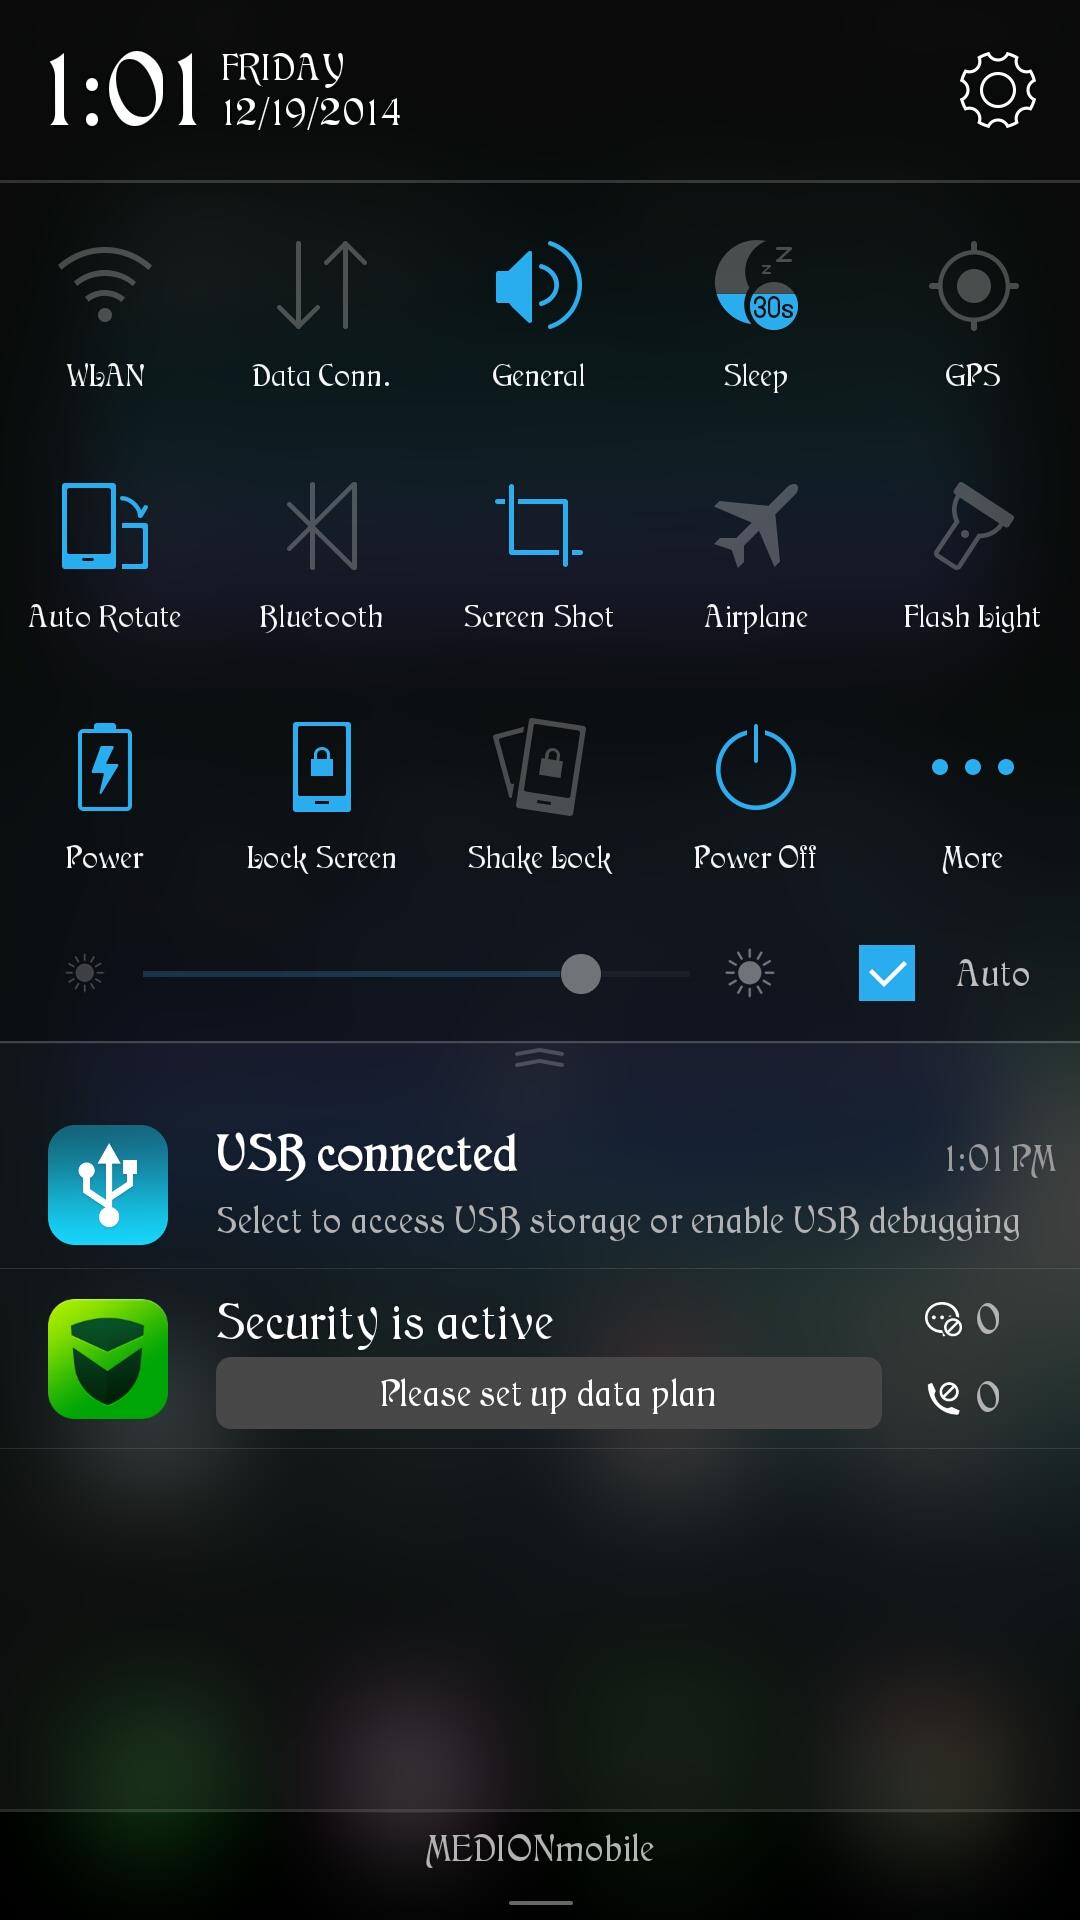 1:01 FRIDAY
12/19/2014
WLAN Data Conn. General Sleep GPS
30s
Auto Rotate Bluetooth Screen Shot Airplane Flash Light
Power Lock Screen Shake Lock Power Off More
Auto
USB connected 1:01 PM
Select to access USB storage or enable USB debugging
Security is active 0
Please set up data plan 0
MEDIONmobile